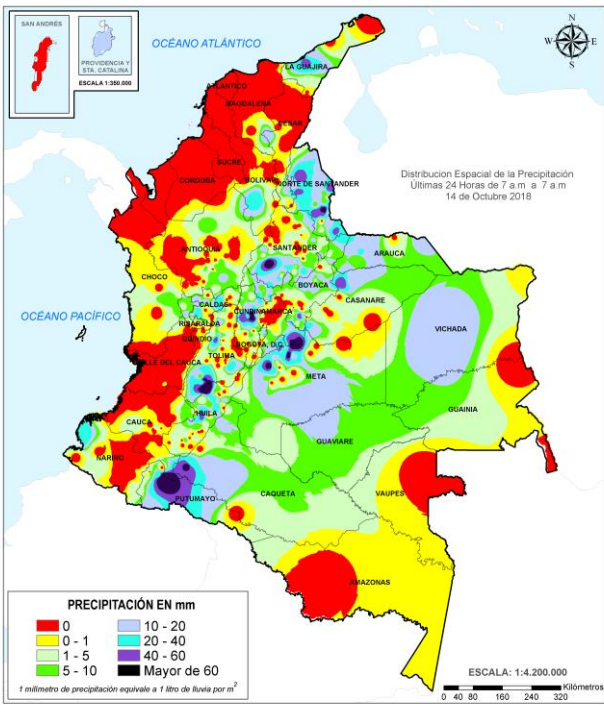 SAN ANDRÉS
PROVIDENCIA Y
STA. CATALINA
ESCALA 1:350.000
OCÉANO ATLÁNTICO
N
W E
S
LA GUAJIRA
ATLANTICO
MAGDALENA
CESAR
SUCRE
CORDOBA
BOLIVAR
NORTE DE SANTANDER
Distribucion Espacial de la Precipitación
Últimas 24 Horas de 7 a.m a 7 a.m
14 de Octubre 2018
ANTIOQUIA
SANTANDER
ARAUCA
CHOCO
BOYACA
CASANARE
OCÉANO PACÍFICO
CALDAS
CUNDINAMARCA
VICHADA
RISARALDA
QUINDIO
BOGOTA, D.C.
TOLIMA
VALLE DEL CAUCA
META
HUILA
GUAINIA
CAUCA
GUAVIARE
NARIÑO
PUTUMAYO
CAQUETA
VAUPES
AMAZONAS
PRECIPITACIÓN EN mm
0
0 - 1
1 - 5
5 - 10
10 - 20
20 - 40
40 - 60
Mayor de 60
1 milímetro de precipitación equivale a 1 litro de lluvia por m2
ESCALA: 1:4.200.000
Kilómetros
0 40 80 160 240 320